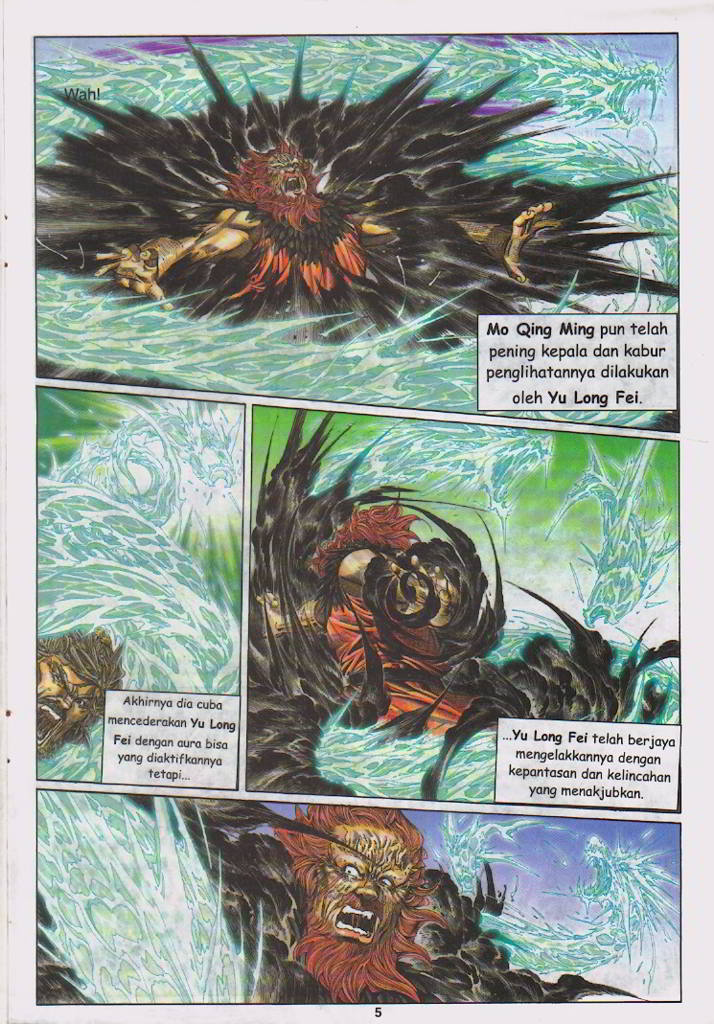 Wah!
Mo Qing Ming pun telah
pening kepala dan kabur
penglihatannya dilakukan
oleh Yu Long Fei.
Akhirnya dia cuba
mencederakan Yu Long
Fei dengan aura bisa
yang diaktifkannya
tetapi...
...Yu Long Fei telah berjaya
mengelakkannya dengan
kepantasan dan kelincahan
yang menakjubkan.
5